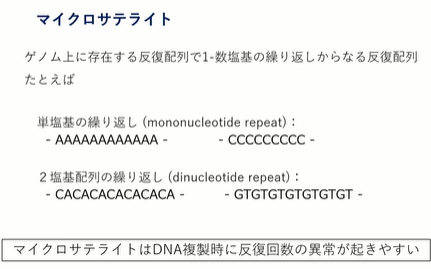 マイクロサテライト
ゲノム上に存在する反復配列で1-数塩基の繰り返しからなる反復配列
たとえば
単塩基の繰り返し (mononucleotide repeat)：
- AAAAAAAAAAAA - - CCCCCCCCC -
２塩基配列の繰り返し (dinucleotide repeat)：
- CACACACACACACA - - GTGTGTGTGTGTGT -
マイクロサテライトはDNA複製時に反復回数の異常が起きやすい